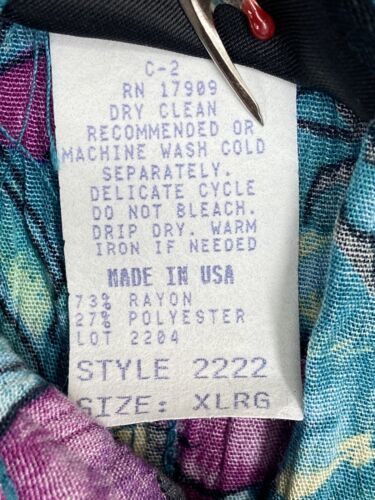 C-2
RN 17909
DRY CLEAN
RECOMMENDED OR
MACHINE WASH COLD
SEPARATELY.
DELICATE CYCLE
DO NOT BLEACH.
DRIP DRY. WARM
IRON IF NEEDED
MADE IN USA
73% RAYON
27% POLYESTER
LOT 2204
STYLE 2222
SIZE: XLRG